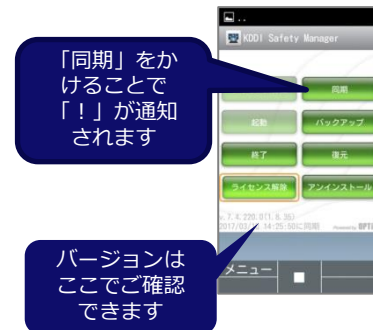 「同期」をか
けることで
「！」が通知
されます
KDDI Safety Manager
同期
起動
バックアップ
終了
復元
ライセンス解除
アンインストール
バージョンは
ここでご確認
できます
メニュー